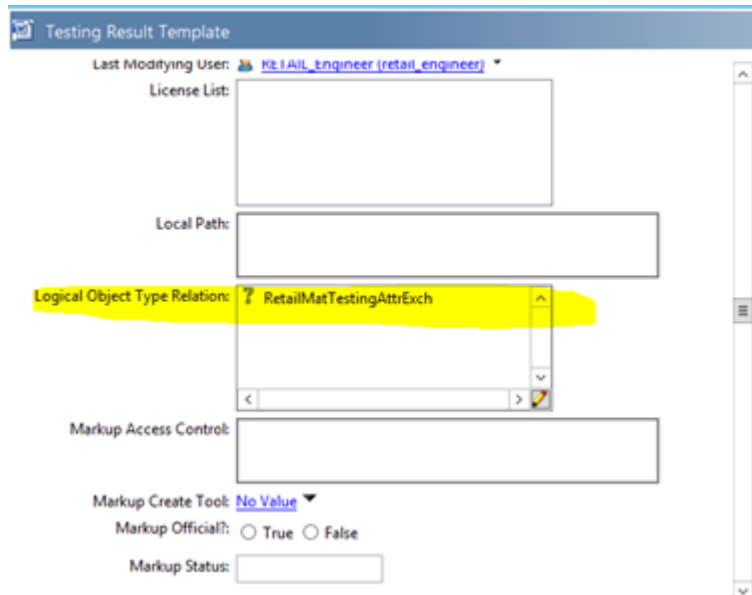 Testing Result Template
Last Modifying User: RETAIL_Engineer (retail_engineer)
License List:
Local Path:
Logical Object Type Relation: RetailMatTestingAttrExch
Markup Access Control:
Markup Create Tool: No Value
Markup Official?: True False
Markup Status: